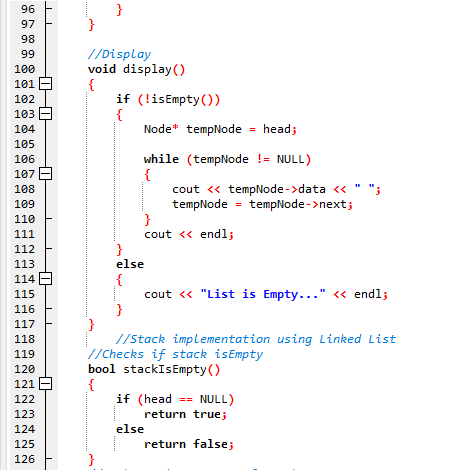 96 }
97 }
98
99 //Display
100 void display()
101 {
102 if (!isEmpty())
103 {
104 Node* tempNode = head;
105
106 while (tempNode != NULL)
107 {
108 cout << tempNode->data << " ";
109 tempNode = tempNode->next;
110 }
111 cout << endl;
112 }
113 else
114 {
115 cout << "List is Empty..." << endl;
116 }
117 }
118 //Stack implementation using Linked List
119 //Checks if stack isEmpty
120 bool stackIsEmpty()
121 {
122 if (head == NULL)
123 return true;
124 else
125 return false;
126 }